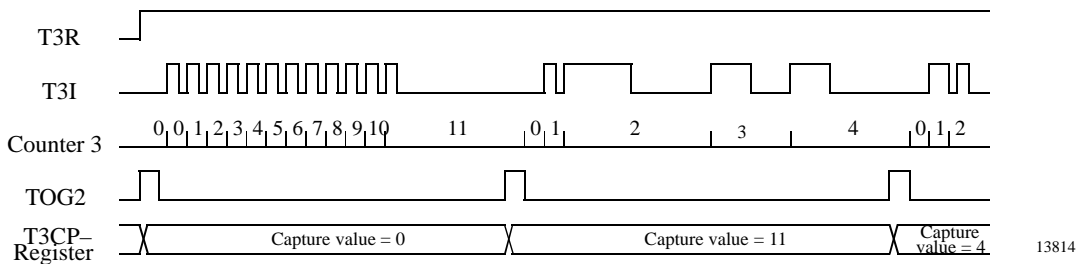 T3R
T3I
Counter 3
0 0 1 2 3 4 5 6 7 8 9 10 11 0 1 2 3 4 0 1 2
TOG2
T3CP–
Register
Capture value = 0
Capture value = 11
Capture
value = 4
13814